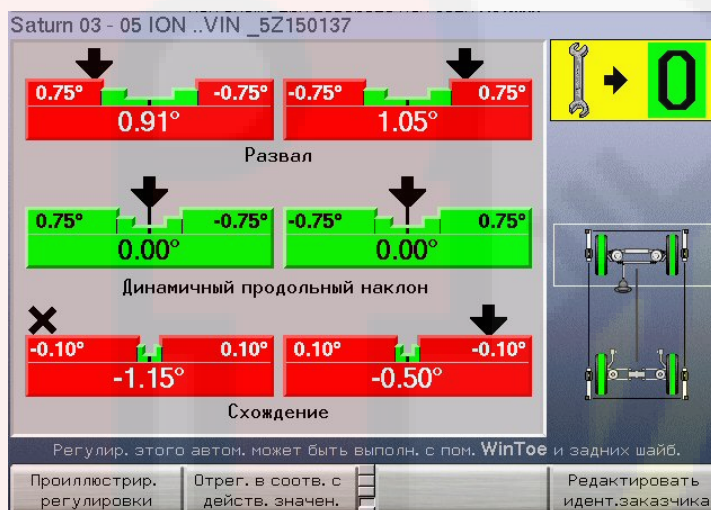 Saturn 03 - 05 ION ..VIN _5Z150137
0.75° -0.75° -0.75° 0.75°
0.91° 1.05°
Развал
0.75° -0.75° -0.75° 0.75°
0.00° 0.00°
Динамичный продольный наклон
-0.10° 0.10° 0.10° -0.10°
-1.15° -0.50°
Схождение
0
Регулир. этого автом. может быть выполн. с пом. WinToe и задних шайб.
Проиллюстрир.
регулировки
Отрег. в соотв. с
действ. значен.
Редактировать
идент.заказчика